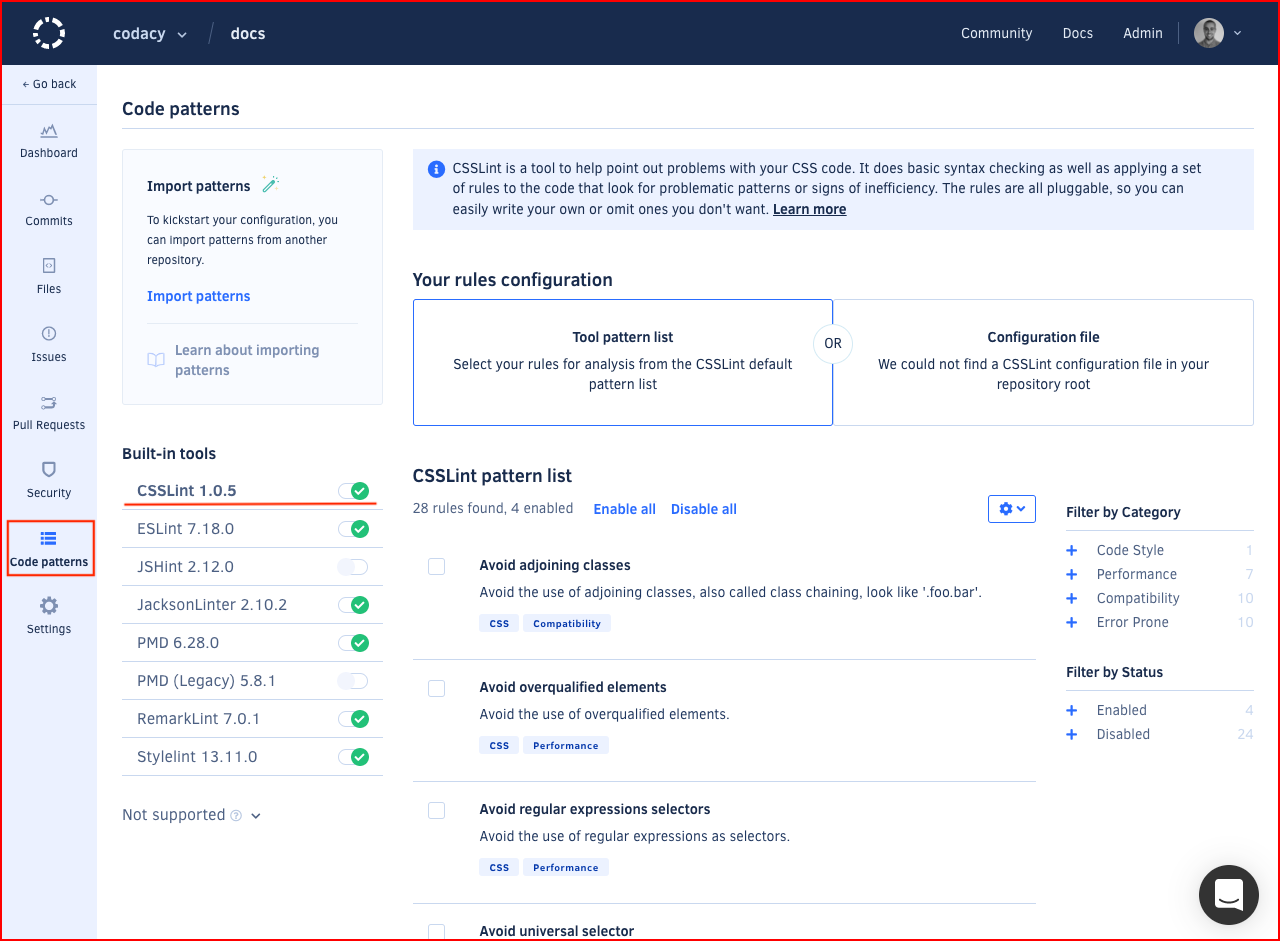 codacy
docs
Community
Docs
Admin
← Go back
Dashboard
Commits
Files
Issues
Pull Requests
Security
Code patterns
Settings
Code patterns
Import patterns
To kickstart your configuration, you
can import patterns from another
repository.
Import patterns
Learn about importing
patterns
Built-in tools
CSSLint 1.0.5
ESLint 7.18.0
JSHint 2.12.0
JacksonLinter 2.10.2
PMD 6.28.0
PMD (Legacy) 5.8.1
RemarkLint 7.0.1
Stylelint 13.11.0
Not supported ?
CSSLint is a tool to help point out problems with your CSS code. It does basic syntax checking as well as applying a set
of rules to the code that look for problematic patterns or signs of inefficiency. The rules are all pluggable, so you can
easily write your own or omit ones you don't want. Learn more
Your rules configuration
Tool pattern list
Select your rules for analysis from the CSSLint default
pattern list
OR
Configuration file
We could not find a CSSLint configuration file in your
repository root
CSSLint pattern list
28 rules found, 4 enabled
Enable all
Disable all
Avoid adjoining classes
Avoid the use of adjoining classes, also called class chaining, look like '.foo.bar'.
CSS
Compatibility
Avoid overqualified elements
Avoid the use of overqualified elements.
CSS
Performance
Avoid regular expressions selectors
Avoid the use of regular expressions as selectors.
CSS
Performance
Avoid universal selector
Filter by Category
Code Style 1
Performance 7
Compatibility 10
Error Prone 10
Filter by Status
Enabled 4
Disabled 24